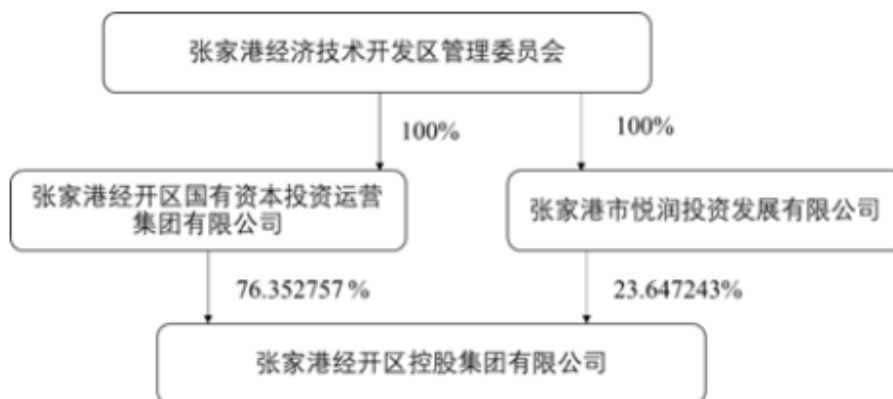 张家港经济技术开发区管理委员会
100%
100%
张家港经开区国有资本投资运营
集团有限公司
张家港市悦润投资发展有限公司
76.352757 %
23.647243%
张家港经开区控股集团有限公司